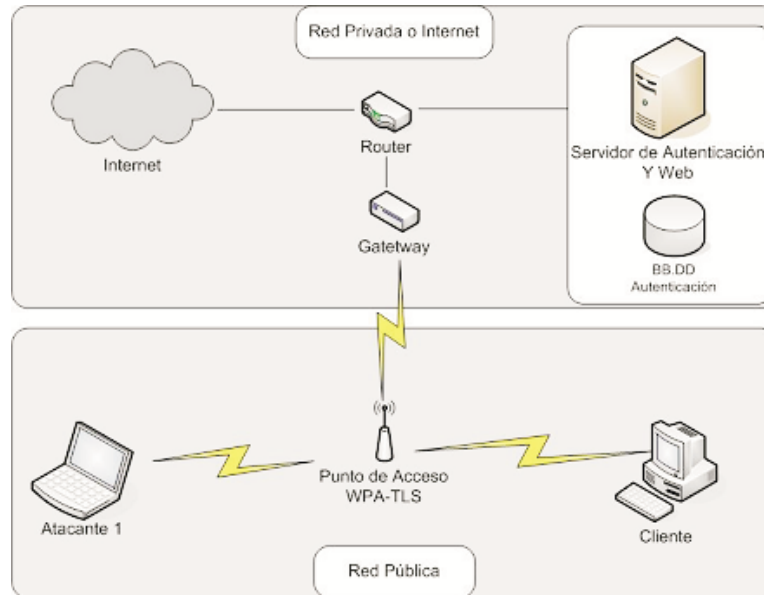 Red Privada o Internet
Internet
Router
Gatetway
Servidor de Autenticación
Y Web
BB.DD
Autenticación
Atacante 1
Punto de Acceso
WPA-TLS
Cliente
Red Pública